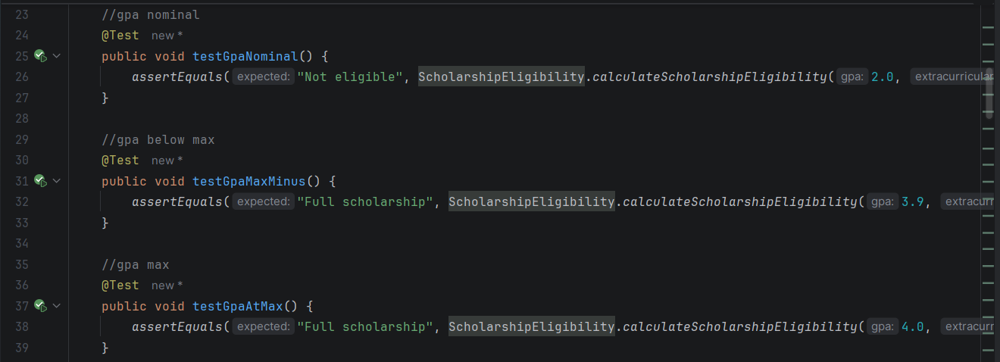 23 //gpa nominal
24 @Test new *
25 public void testGpaNominal() {
26 assertEquals( expected: "Not eligible", ScholarshipEligibility.calculateScholarshipEligibility( gpa: 2.0,
27 }
28
29 //gpa below max
30 @Test new *
31 public void testGpaMaxMinus() {
32 assertEquals( expected: "Full scholarship", ScholarshipEligibility.calculateScholarshipEligibility( gpa: 3.9,
33 }
34
35 //gpa max
36 @Test new *
37 public void testGpaAtMax() {
38 assertEquals( expected: "Full scholarship", ScholarshipEligibility.calculateScholarshipEligibility( gpa: 4.0,
39 }